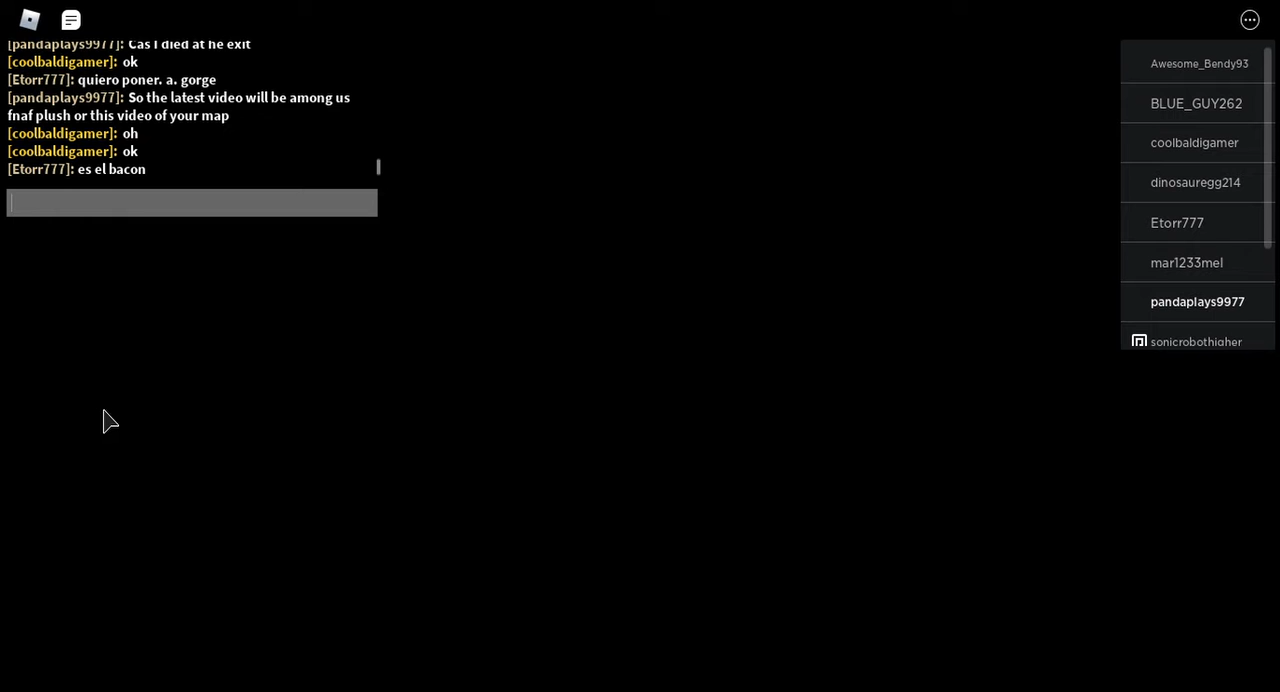 [pandaplays9977]: Cas I died at he exit
[coolbaldigamer]: ok
[Etorr777]: quiero poner. a. gorge
[pandaplays9977]: So the latest video will be among us
fnaf plush or this video of your map
[coolbaldigamer]: oh
[coolbaldigamer]: ok
[Etorr777]: es el bacon
Awesome_Bendy93
BLUE_GUY262
coolbaldigamer
dinosauregg214
Etorr777
mar1233mel
pandaplays9977
sonicrobothigher